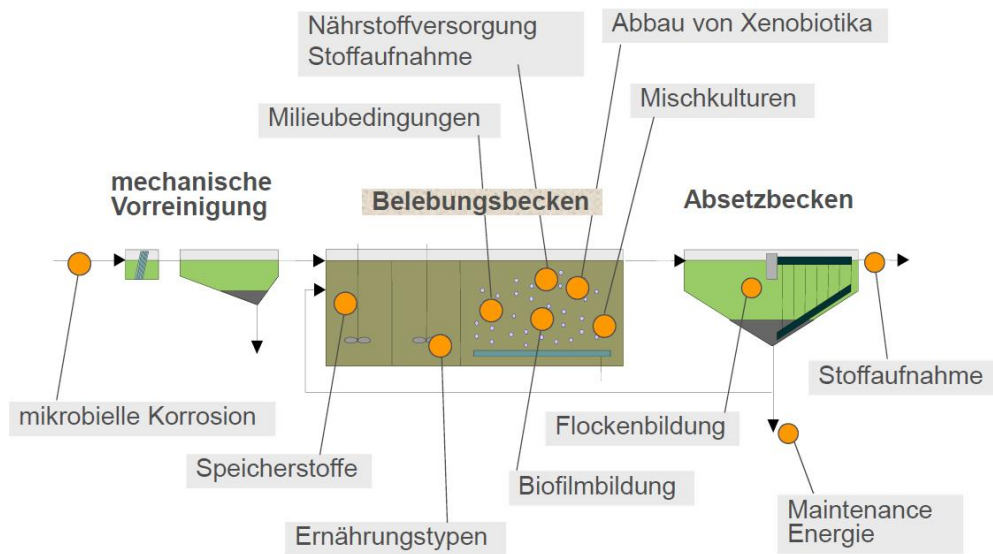 Nährstoffversorgung
Stoffaufnahme
Abbau von Xenobiotika
Milieubedingungen
Mischkulturen
mechanische
Vorreinigung
Belebungsbecken
Absetzbecken
mikrobielle Korrosion
Speicherstoffe
Ernährungstypen
Biofilmbildung
Flockenbildung
Stoffaufnahme
Maintenance
Energie